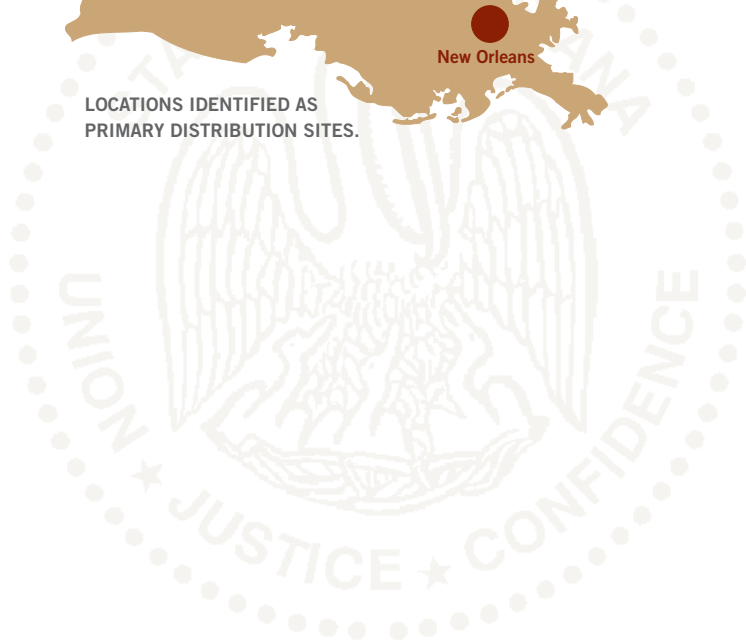 New Orleans
LOCATIONS IDENTIFIED AS
PRIMARY DISTRIBUTION SITES.
UNION ★ JUSTICE ★ CONFIDENCE